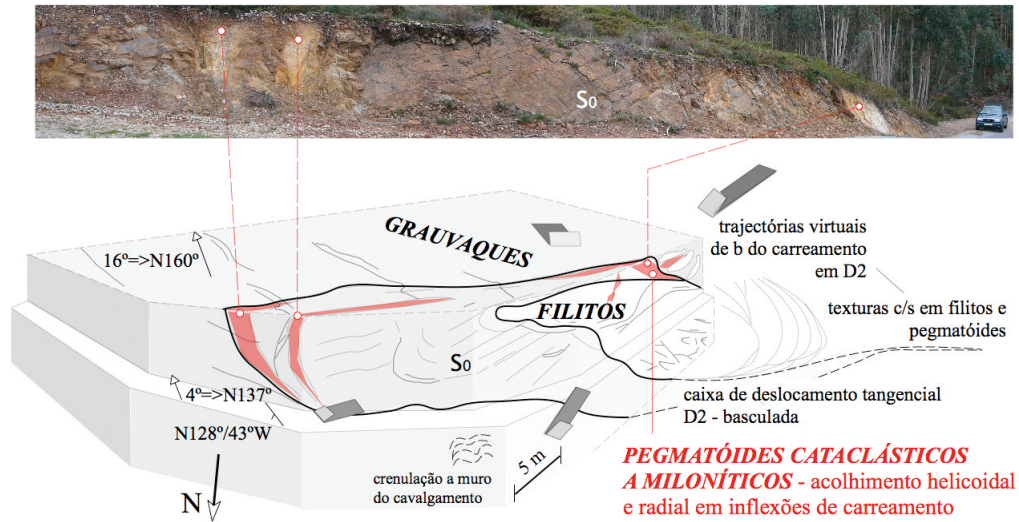 S0
GRAUVAQUES
16º=>N160º
trajectórias virtuais
de b do carreamento
em D2
FILITOS
texturas c/s em filitos e
pegmatóides
S0
4º=>N137º
N128º/43ºW
caixa de deslocamento tangencial
D2 - basculada
N
crenulação a muro
do cavalgamento
5 m
PEGMATÓIDES CATACLÁSTICOS
A MILONÍTICOS - acolhimento helicoidal
e radial em inflexões de carreamento